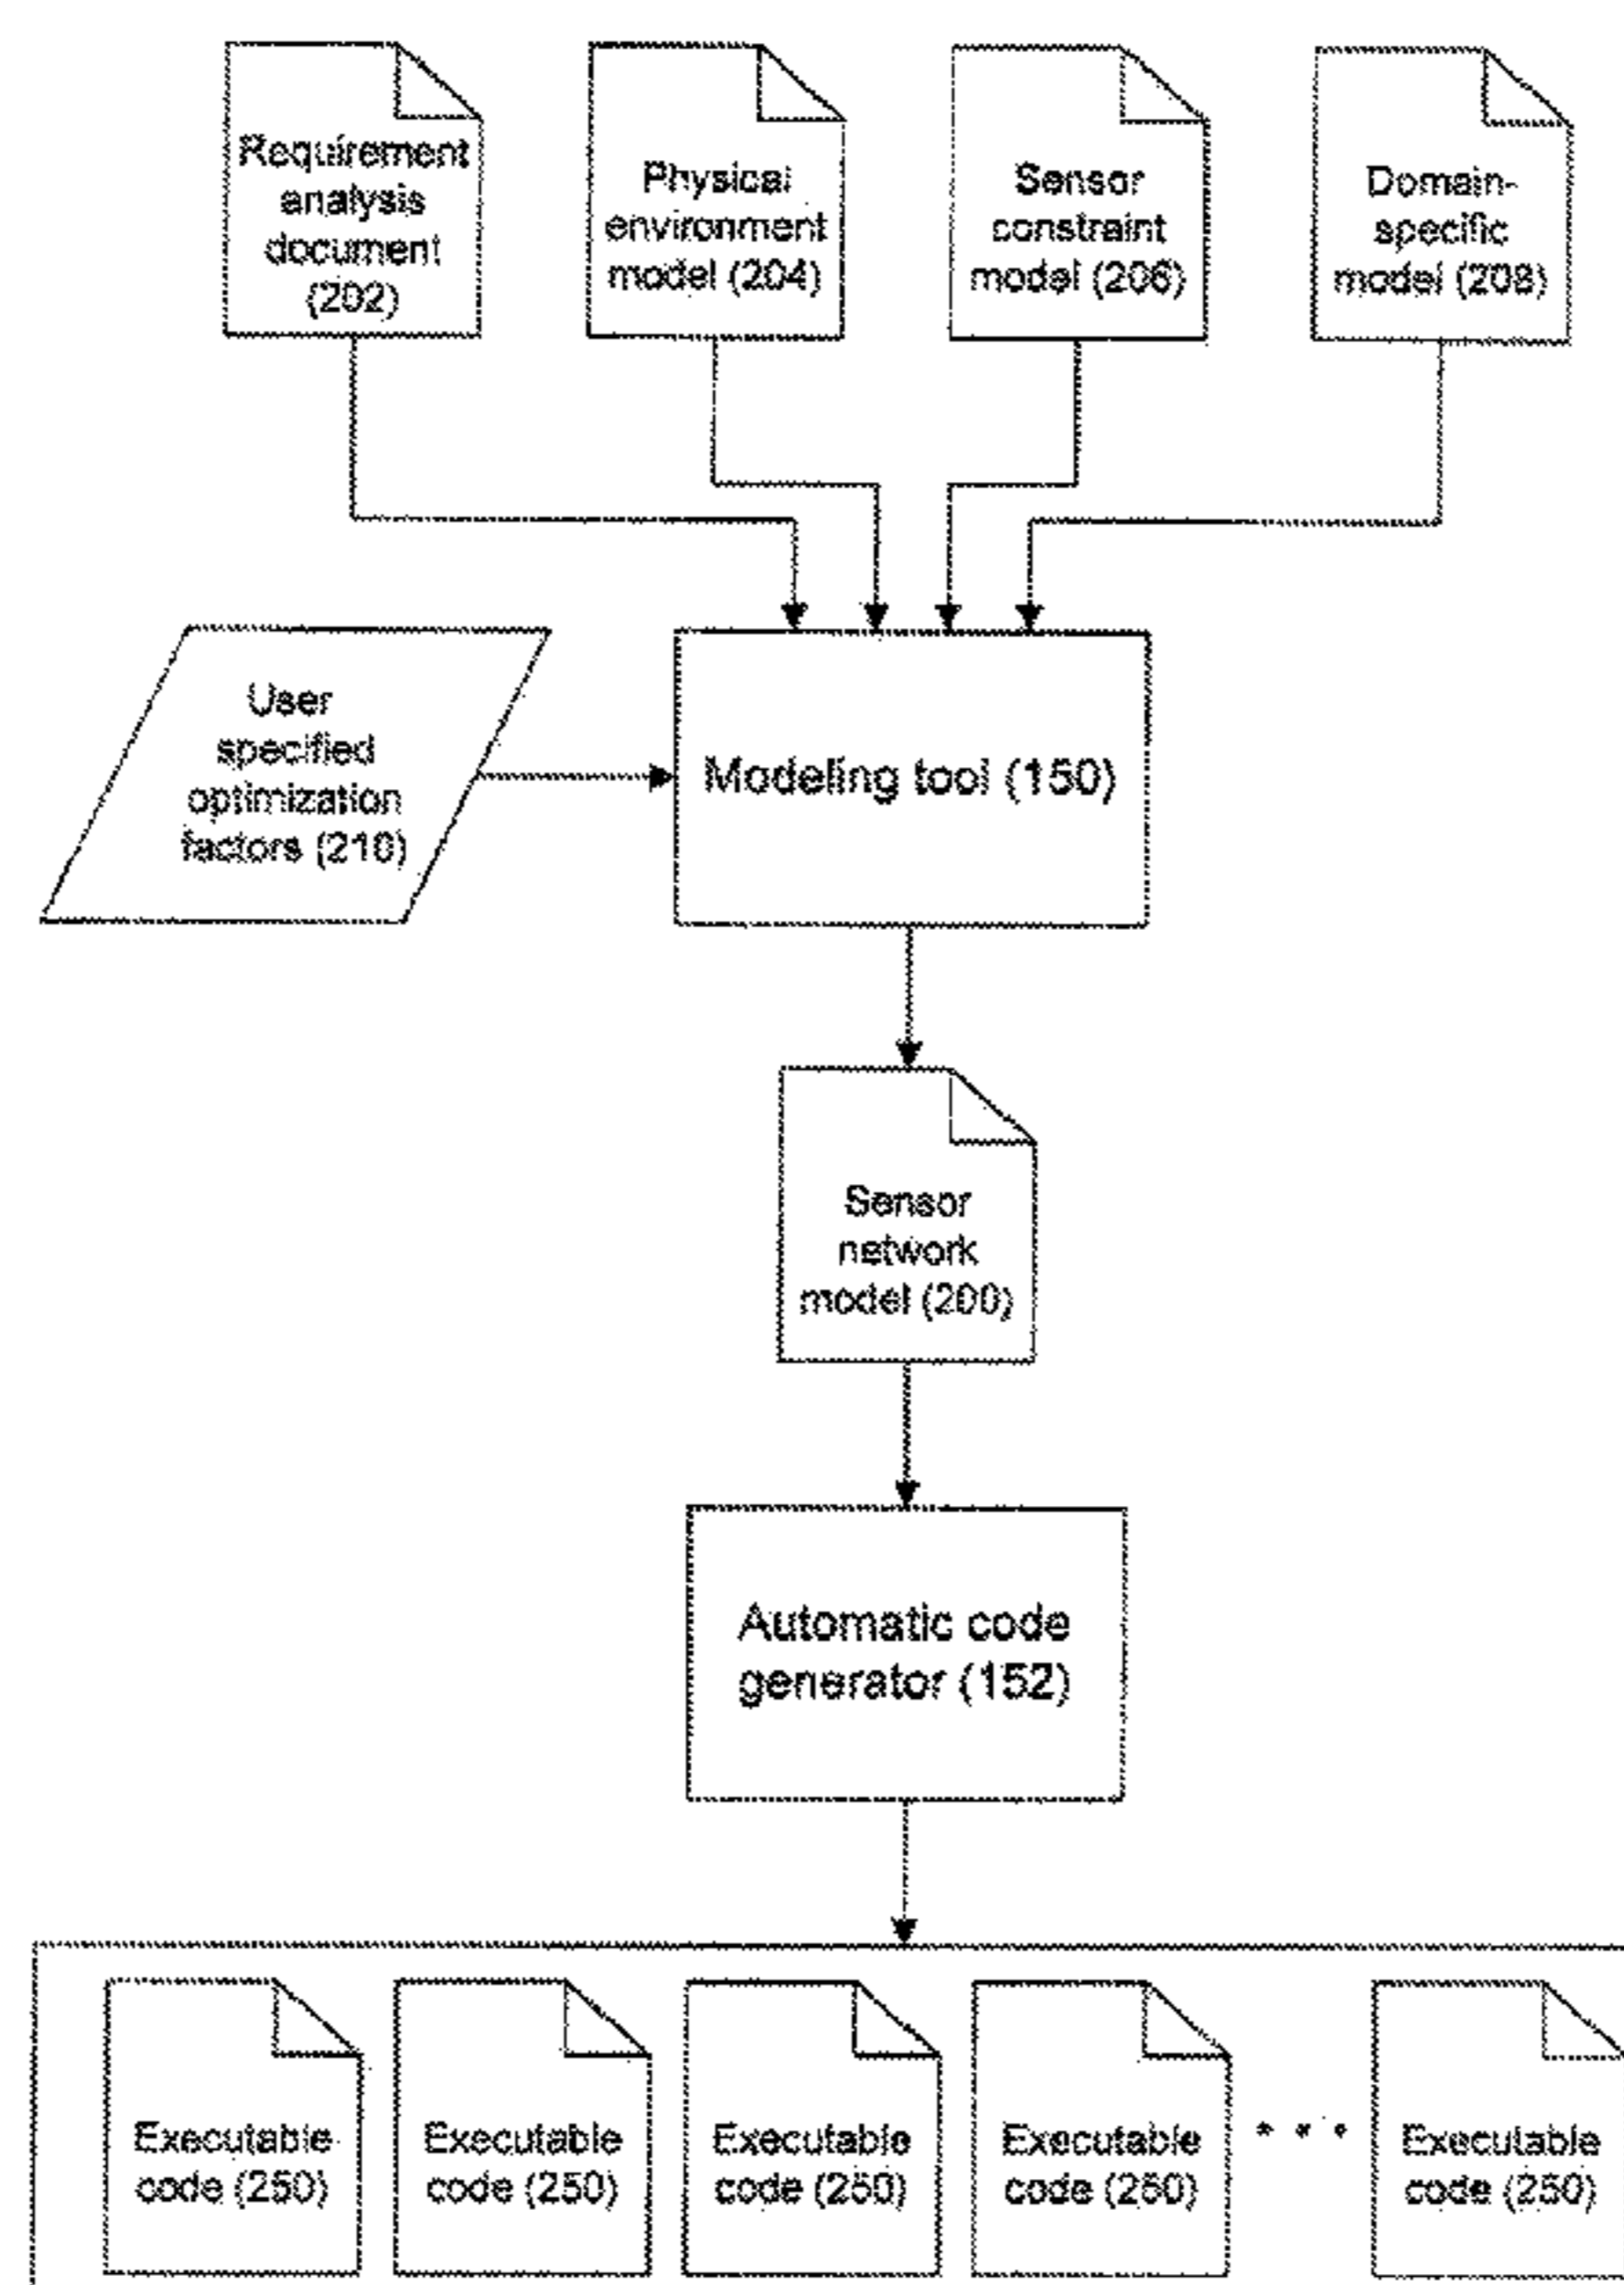 Requirement
analysis
document
(202)
Physical
environment
model (204)
Sensor
constraint
model (206)
Domain-
specific
model (208)
User
specified
optimization
factors (210)
Modeling tool (150)
Sensor
network
model (200)
Automatic code
generator (152)
Executable
code (250)
Executable
code (250)
Executable
code (250)
Executable
code (250)
Executable
code (250)